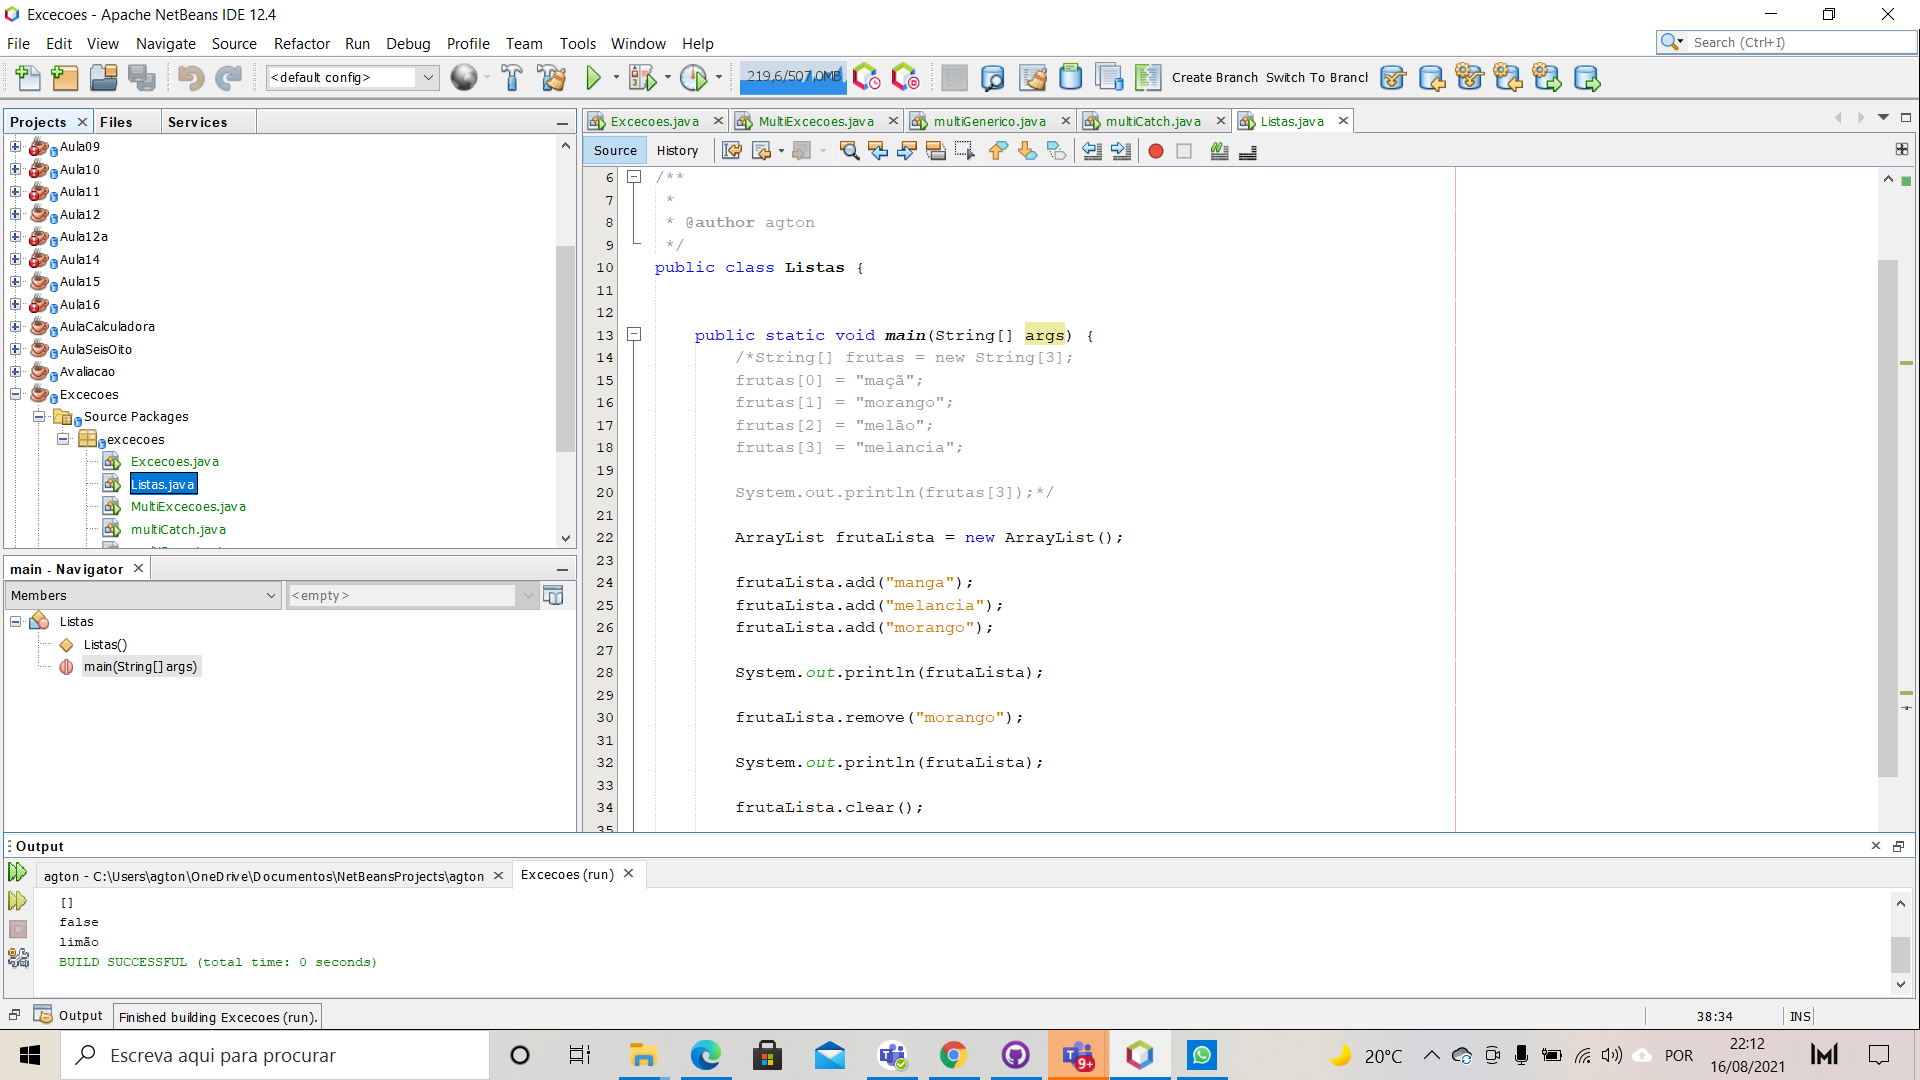 Excecoes - Apache NetBeans IDE 12.4
File Edit View Navigate Source Refactor Run Debug Profile Team Tools Window Help
Search (Ctrl+I)
<default config>
219,6/507,0MB
Create Branch Switch To Branch
Projects Files Services
Aula09
Aula10
Aula11
Aula12
Aula12a
Aula14
Aula15
Aula16
AulaCalculadora
AulaSeisOito
Avaliacao
Excecoes
Source Packages
excecoes
Excecoes.java
Listas.java
MultiExcecoes.java
multiCatch.java
main - Navigator
Members <empty>
Listas
Listas()
main(String[] args)
Excecoes.java MultiExcecoes.java multiGenerico.java multiCatch.java Listas.java
Source History
6 /**
7 *
8 * @author agton
9 */
10 public class Listas {
11
12
13 public static void main(String[] args) {
14 /*String[] frutas = new String[3];
15 frutas[0] = "maçã";
16 frutas[1] = "morango";
17 frutas[2] = "melão";
18 frutas[3] = "melancia";
19
20 System.out.println(frutas[3]);*/
21
22 ArrayList frutaLista = new ArrayList();
23
24 frutaLista.add("manga");
25 frutaLista.add("melancia");
26 frutaLista.add("morango");
27
28 System.out.println(frutaLista);
29
30 frutaLista.remove("morango");
31
32 System.out.println(frutaLista);
33
34 frutaLista.clear();
35
Output
agton - C:\Users\agton\OneDrive\Documentos\NetBeansProjects\agton Excecoes (run)
[]
false
limão
BUILD SUCCESSFUL (total time: 0 seconds)
Output Finished building Excecoes (run).
38:34 INS
Escreva aqui para procurar
9+
20°C
POR
22:12
16/08/2021